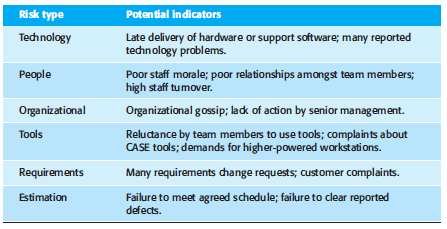 Risk type Potential indicators
Technology Late delivery of hardware or support software; many reported
technology problems.
People Poor staff morale; poor relationships amongst team members;
high staff turnover.
Organizational Organizational gossip; lack of action by senior management.
Tools Reluctance by team members to use tools; complaints about
CASE tools; demands for higher-powered workstations.
Requirements Many requirements change requests; customer complaints.
Estimation Failure to meet agreed schedule; failure to clear reported
defects.